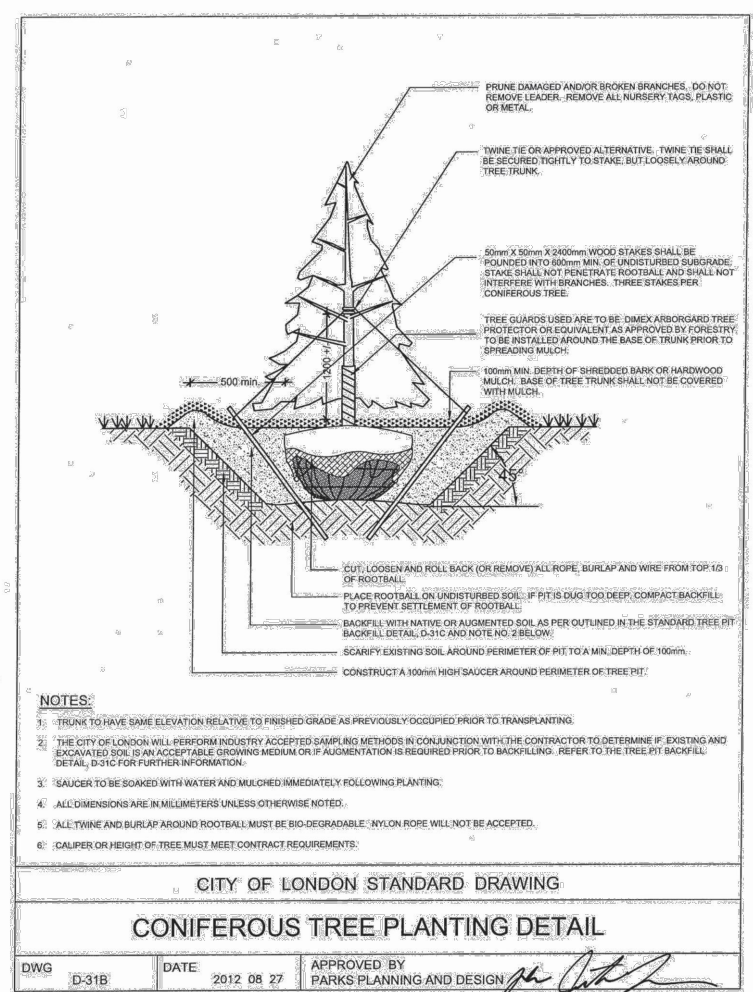 PRUNE DAMAGED AND/OR BROKEN BRANCHES. DO NOT
REMOVE LEADER. REMOVE ALL NURSERY TAGS, PLASTIC
OR METAL.
TWINE TIE OR APPROVED ALTERNATIVE. TWINE TIE SHALL
BE SECURED TIGHTLY TO STAKE, BUT LOOSELY AROUND
TREE TRUNK.
50mm X 50mm X 2400mm WOOD STAKES SHALL BE
POUNDED INTO 600mm MIN. OF UNDISTURBED SUBGRADE.
STAKE SHALL NOT PENETRATE ROOTBALL AND SHALL NOT
INTERFERE WITH BRANCHES. THREE STAKES PER
CONIFEROUS TREE.
TREE GUARDS USED ARE TO BE DIMEX ARBORGARD TREE
PROTECTOR OR EQUIVALENT AS APPROVED BY FORESTRY
TO BE INSTALLED AROUND THE BASE OF TRUNK PRIOR TO
SPREADING MULCH.
100mm MIN. DEPTH OF SHREDDED BARK OR HARDWOOD
MULCH. BASE OF TREE TRUNK SHALL NOT BE COVERED
WITH MULCH.
1200 +/-
500 min.
45°
CUT, LOOSEN AND ROLL BACK (OR REMOVE) ALL ROPE, BURLAP AND WIRE FROM TOP 1/3
OF ROOTBALL.
PLACE ROOTBALL ON UNDISTURBED SOIL. IF PIT IS DUG TOO DEEP, COMPACT BACKFILL
TO PREVENT SETTLEMENT OF ROOTBALL.
BACKFILL WITH NATIVE OR AUGMENTED SOIL AS PER OUTLINED IN THE STANDARD TREE PIT
BACKFILL DETAIL, D-31C AND NOTE NO. 2 BELOW.
SCARIFY EXISTING SOIL AROUND PERIMETER OF PIT TO A MIN. DEPTH OF 100mm.
CONSTRUCT A 100mm HIGH SAUCER AROUND PERIMETER OF TREE PIT.
NOTES:
1. TRUNK TO HAVE SAME ELEVATION RELATIVE TO FINISHED GRADE AS PREVIOUSLY OCCUPIED PRIOR TO TRANSPLANTING.
2. THE CITY OF LONDON WILL PERFORM INDUSTRY ACCEPTED SAMPLING METHODS IN CONJUNCTION WITH THE CONTRACTOR TO DETERMINE IF EXISTING AND
EXCAVATED SOIL IS AN ACCEPTABLE GROWING MEDIUM OR IF AUGMENTATION IS REQUIRED PRIOR TO BACKFILLING. REFER TO THE TREE PIT BACKFILL
DETAIL, D-31C FOR FURTHER INFORMATION.
3. SAUCER TO BE SOAKED WITH WATER AND MULCHED IMMEDIATELY FOLLOWING PLANTING.
4. ALL DIMENSIONS ARE IN MILLIMETERS UNLESS OTHERWISE NOTED.
5. ALL TWINE AND BURLAP AROUND ROOTBALL MUST BE BIO-DEGRADABLE. NYLON ROPE WILL NOT BE ACCEPTED.
6. CALIPER OR HEIGHT OF TREE MUST MEET CONTRACT REQUIREMENTS.
CITY OF LONDON STANDARD DRAWING
CONIFEROUS TREE PLANTING DETAIL
DWG
D-31B
DATE
2012 08 27
APPROVED BY
PARKS PLANNING AND DESIGN